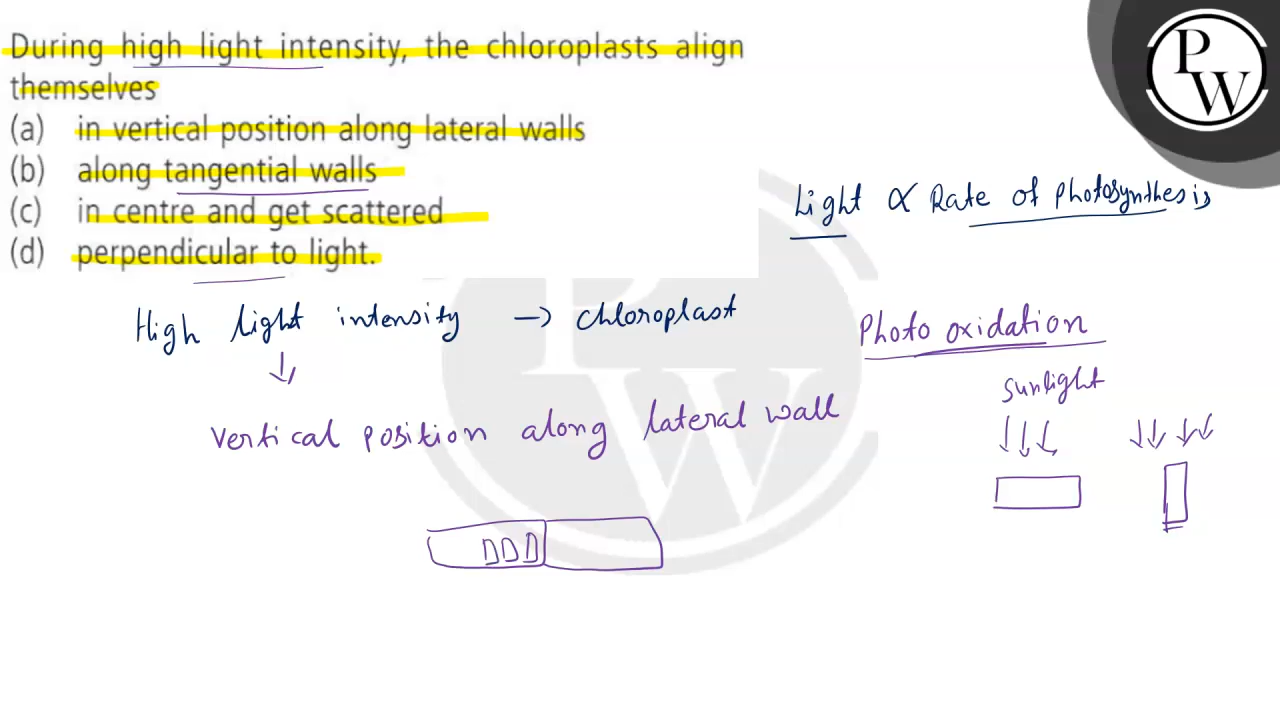 During high light intensity, the chloroplasts align
themselves
(a) in vertical position along lateral walls
(b) along tangential walls
(c) in centre and get scattered
(d) perpendicular to light.
PW
Light ∝ Rate of photosynthesis
High light intensity → chloroplast
↓
vertical position along lateral wall
Photo oxidation
sunlight
PW